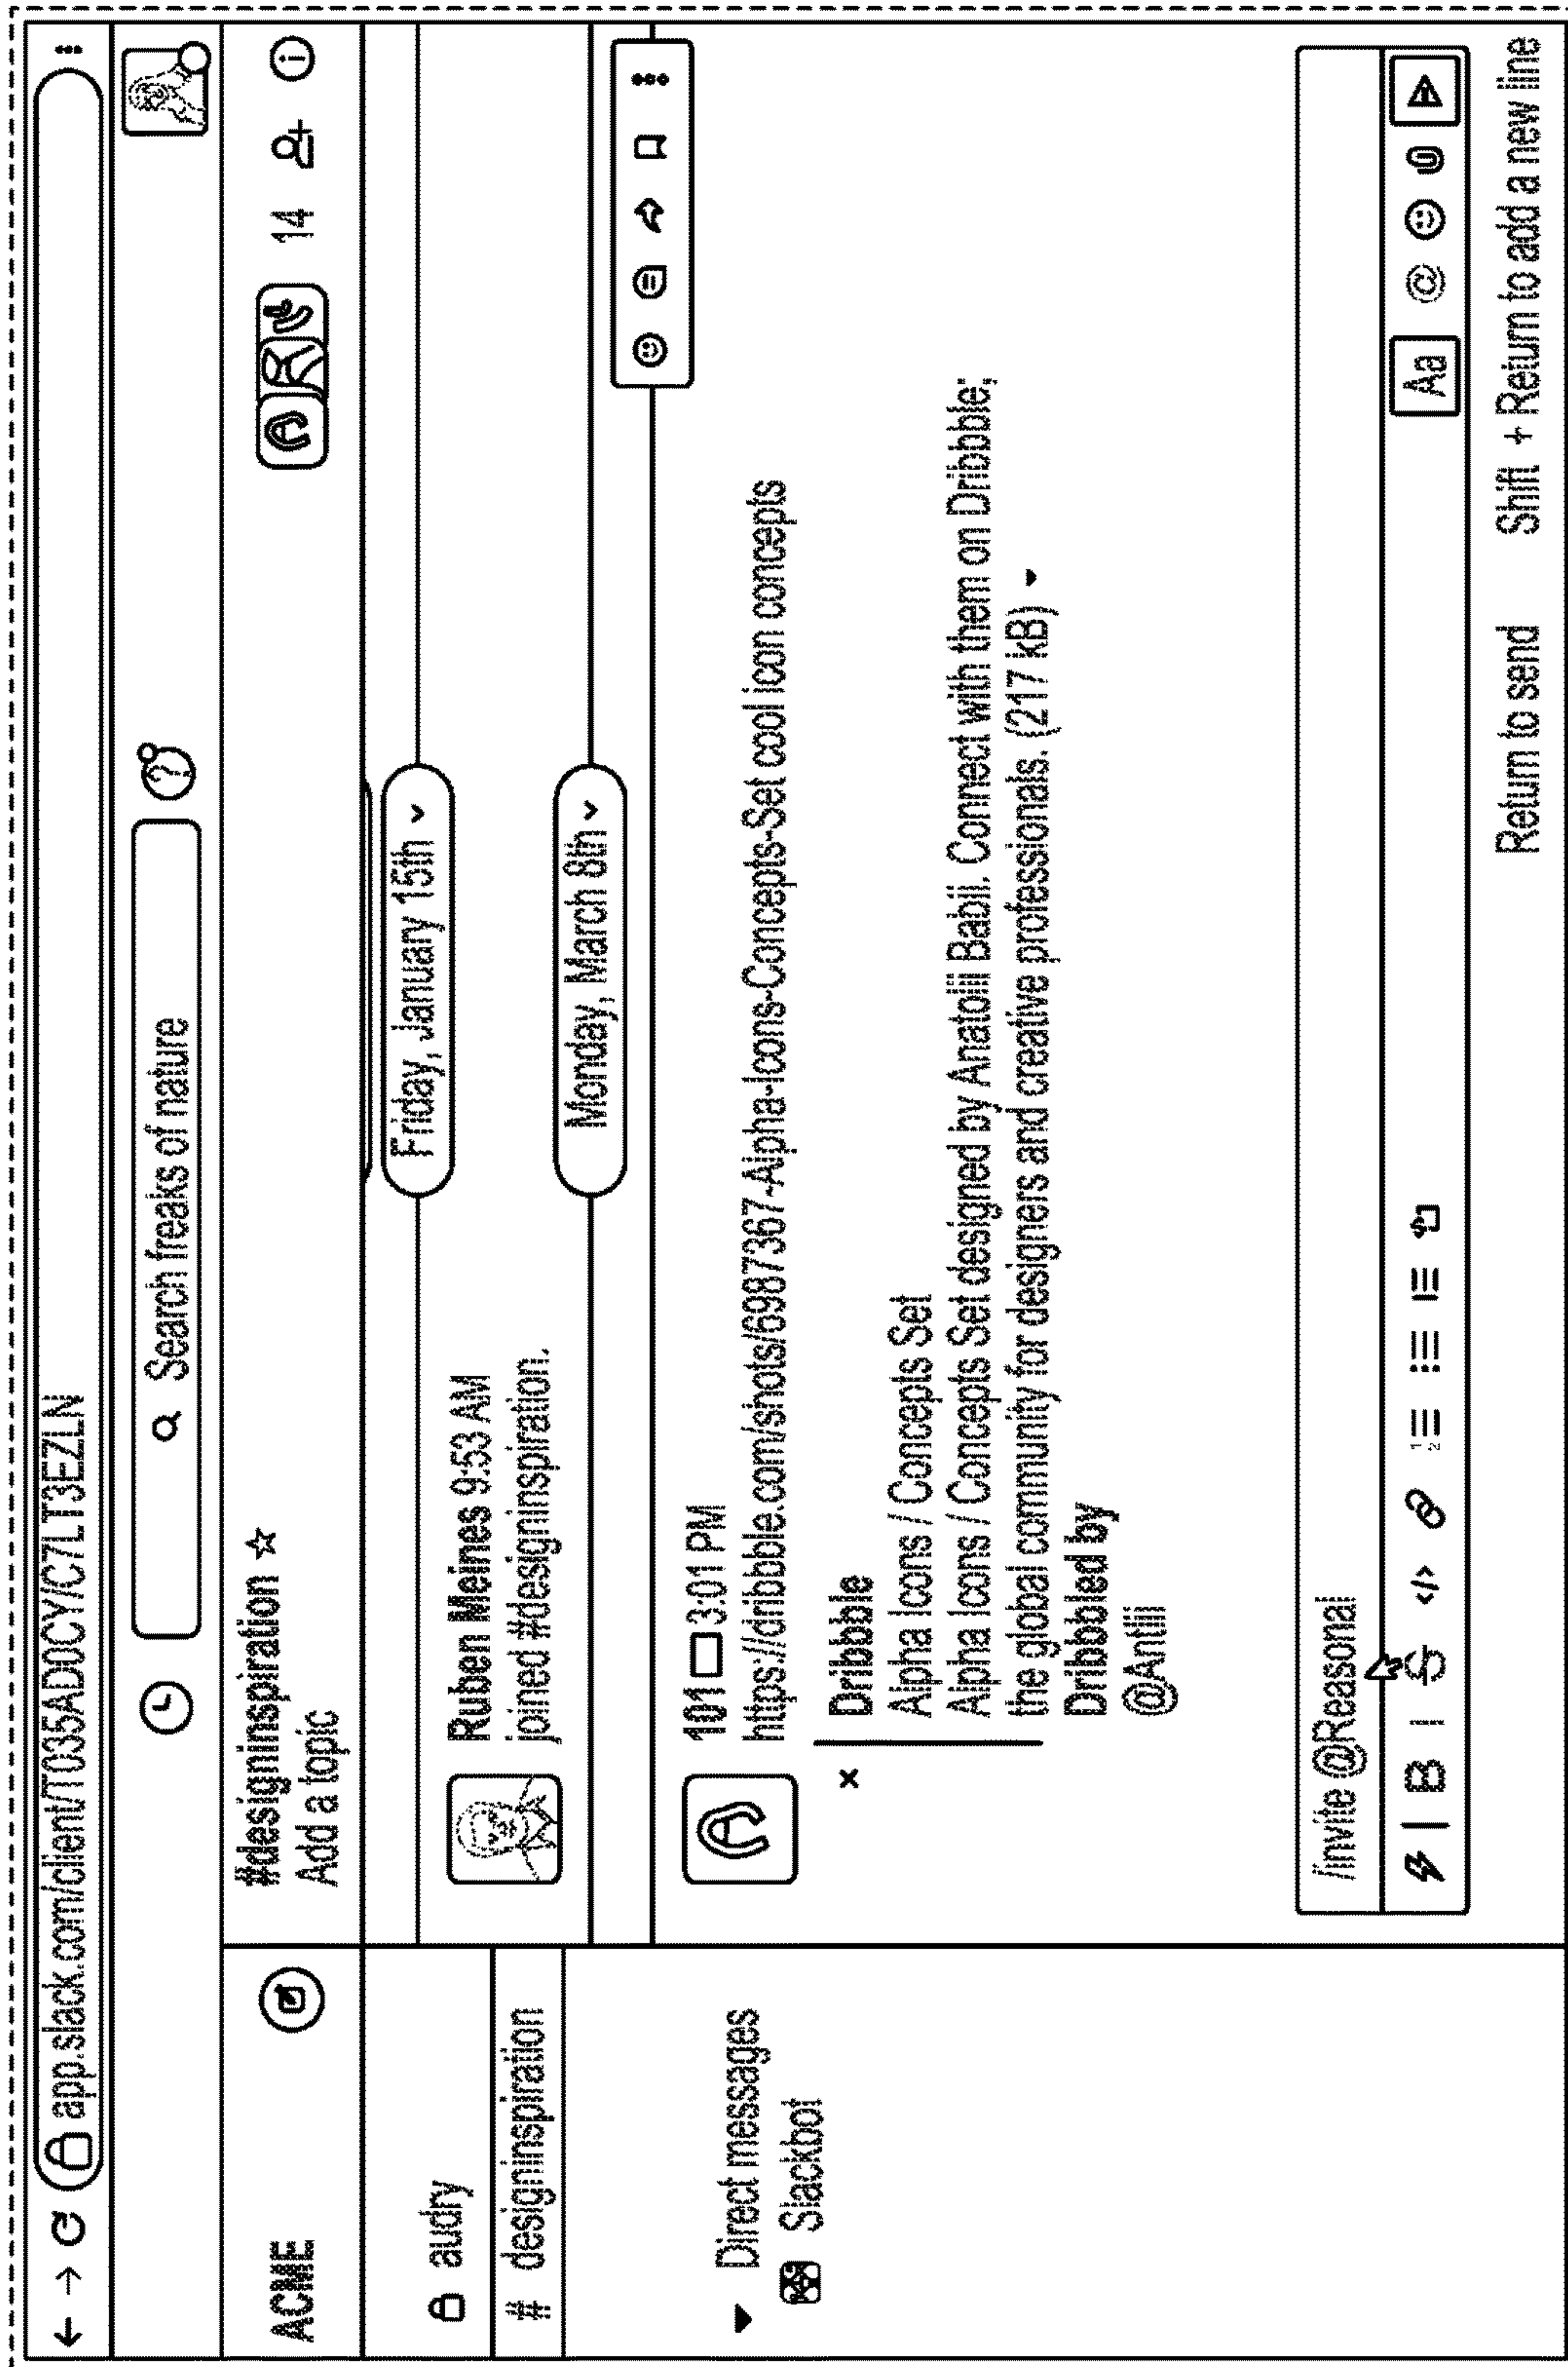 app.slack.com/client/T035AD0CY/C7LT3EZLN
Search freaks of nature
ACME
#designinspiration
Add a topic
14
audry
# designinspiration
Direct messages
Slackbot
Friday, January 15th
Ruben Meines 9:53 AM
joined #designinspiration.
Monday, March 8th
101 3:01 PM
https://dribbble.com/shots/6987367-Alpha-Icons-Concepts-Set cool icon concepts
Dribbble
Alpha Icons / Concepts Set
Alpha Icons / Concepts Set designed by Anatolii Babii. Connect with them on Dribbble;
the global community for designers and creative professionals. (217 kB)
Dribbled by
@Antlii
/invite @Reasonal
B | S </> @ Aa
Return to send Shift + Return to add a new line